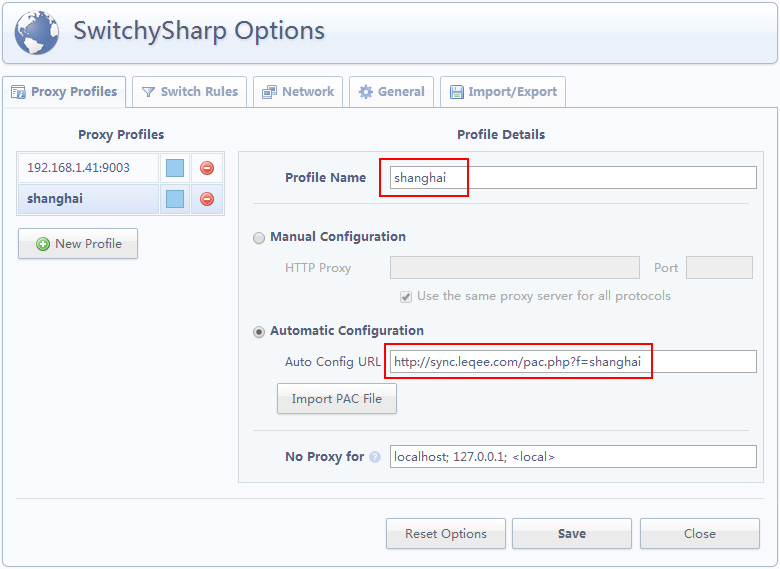 SwitchySharp Options
Proxy Profiles
Switch Rules
Network
General
Import/Export
Proxy Profiles
192.168.1.41:9003
shanghai
New Profile
Profile Details
Profile Name
shanghai
Manual Configuration
HTTP Proxy
Port
Use the same proxy server for all protocols
Automatic Configuration
Auto Config URL
http://sync.leqee.com/pac.php?f=shanghai
Import PAC File
No Proxy for ?
localhost; 127.0.0.1; <local>
Reset Options
Save
Close